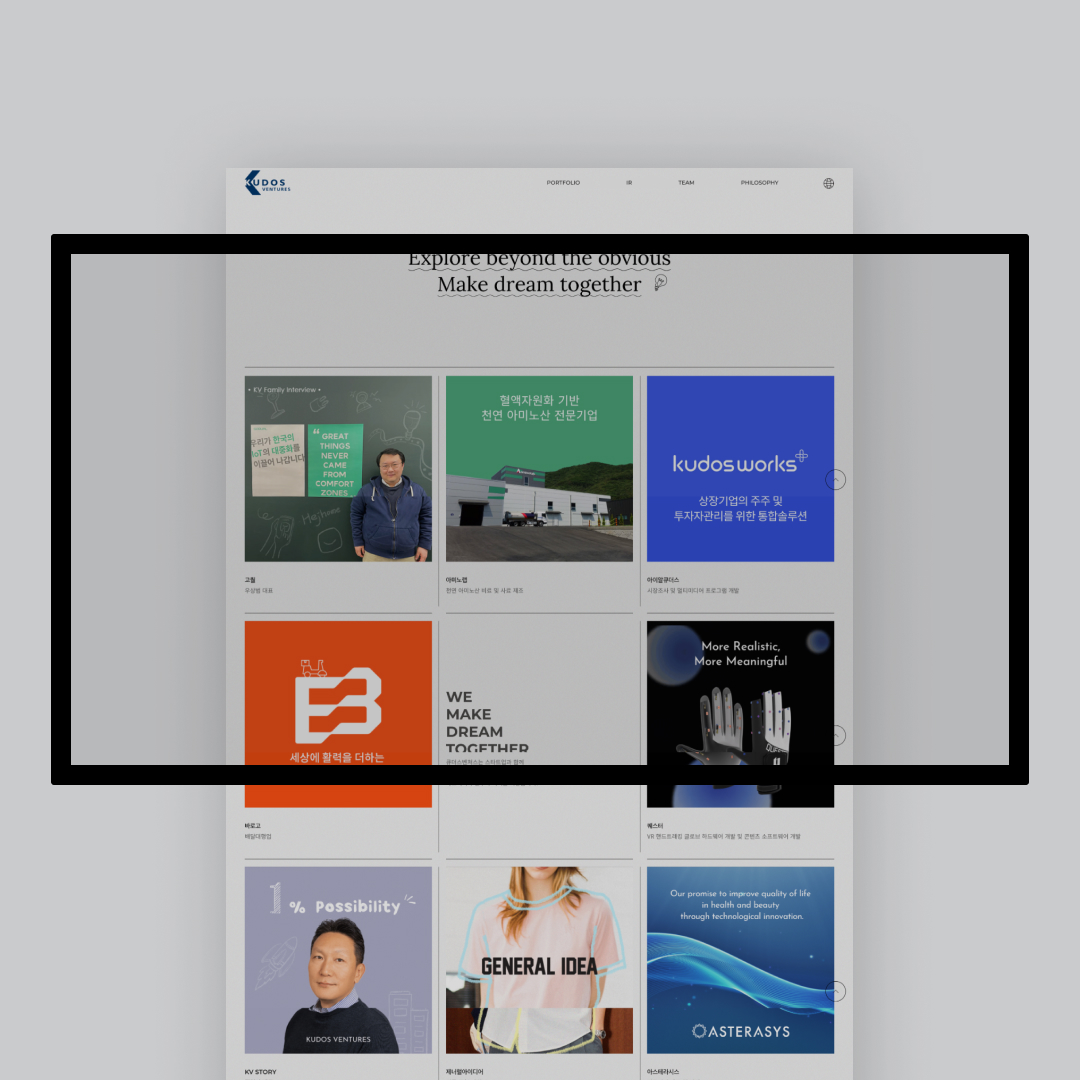 KUDOS
VENTURES
PORTFOLIO
IR
TEAM
PHILOSOPHY
Explore beyond the obvious
Make dream together
• KV Family Interview •
우리가 한국의
IoT의 대중화를
이끌어 나갑니다
“ GREAT
THINGS
NEVER
CAME
FROM
COMFORT
ZONES
혈액자원화 기반
천연 아미노산 전문기업
kudosworks
상장기업의 주주 및
투자자관리를 위한 통합솔루션
고퀄
우상범 대표
아미노랩
천연 아미노산 비료 및 사료 제조
아이알큐더스
시장조사 및 멀티미디어 프로그램 개발
세상에 활력을 더하는
WE
MAKE
DREAM
TOGETHER
큐더스벤처스는 스타트업과 함께
More Realistic,
More Meaningful
바로고
배달대행업
퀘스터
VR 핸드트래킹 글로브 하드웨어 개발 및 콘텐츠 소프트웨어 개발
1 % Possibility
KUDOS VENTURES
GENERAL IDEA
Our promise to improve quality of life
in health and beauty
through technological innovation.
ASTERASYS
KV STORY
제너럴아이디어
아스테라시스